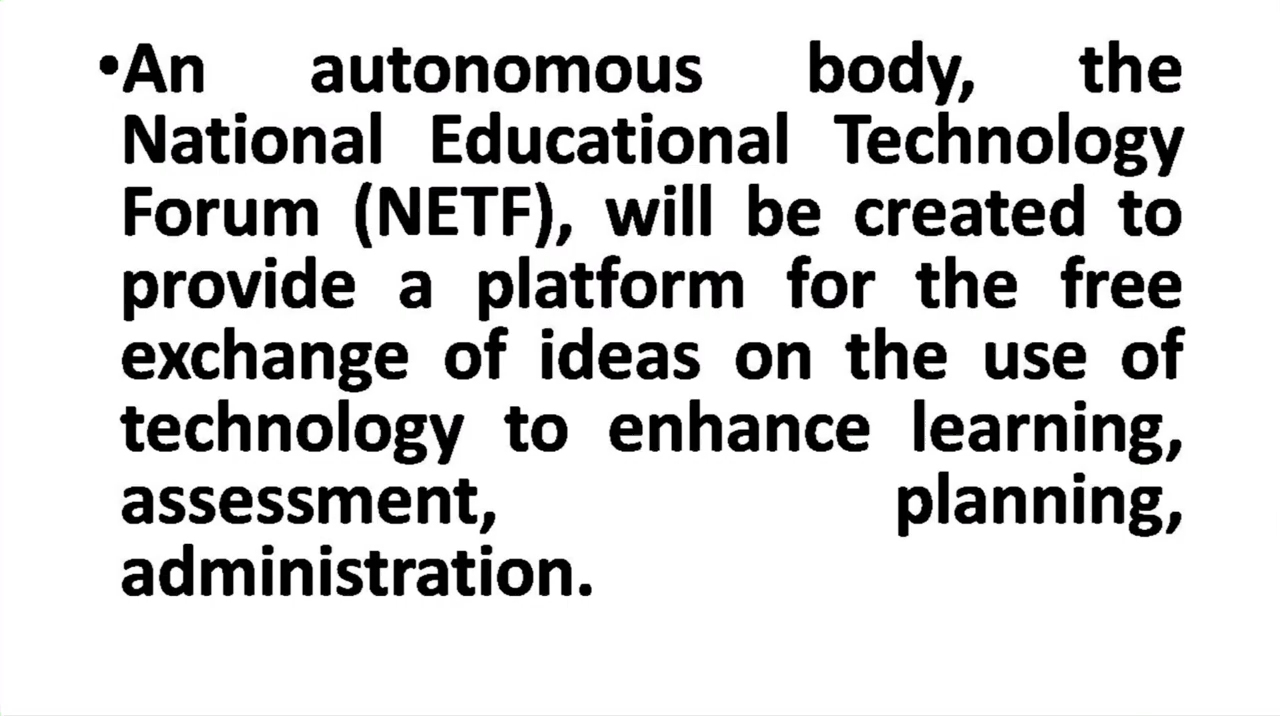 •An autonomous body, the
National Educational Technology
Forum (NETF), will be created to
provide a platform for the free
exchange of ideas on the use of
technology to enhance learning,
assessment, planning,
administration.